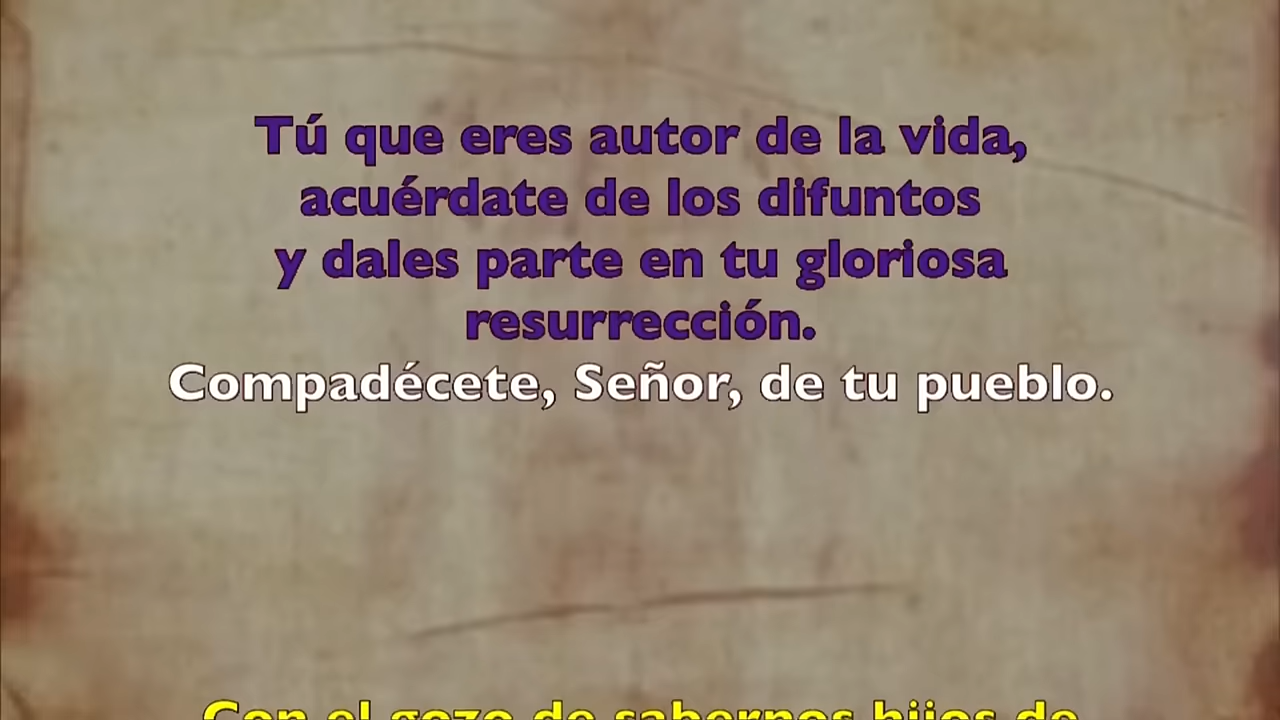 Tú que eres autor de la vida,
acuérdate de los difuntos
y dales parte en tu gloriosa
resurrección.
Compadécete, Señor, de tu pueblo.
Con el gozo de sabernos hijos de